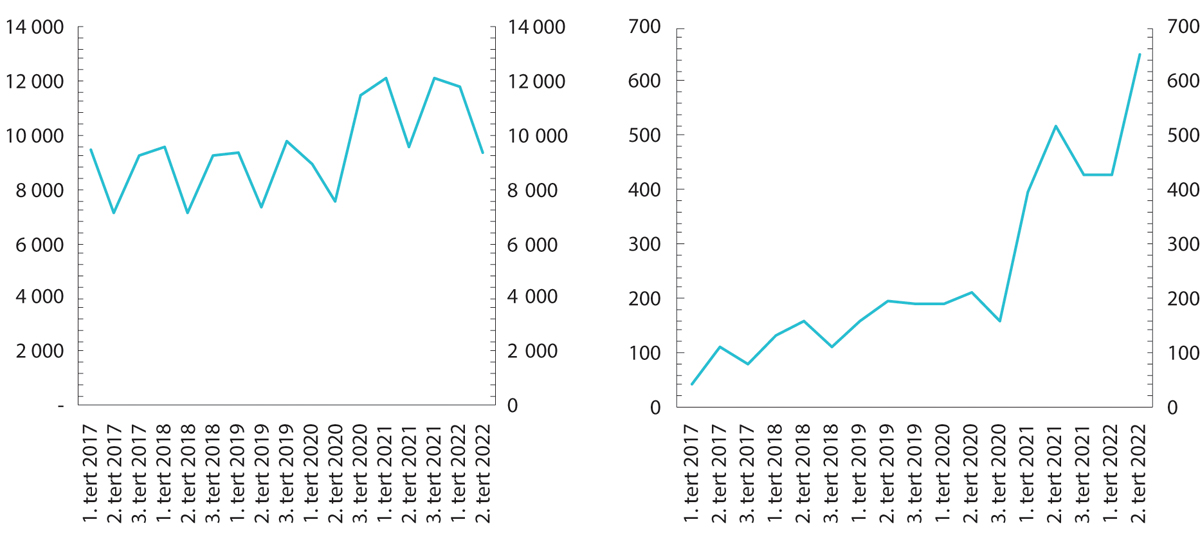 14 000
12 000
10 000
8 000
6 000
4 000
2 000
-
14 000
12 000
10 000
8 000
6 000
4 000
2 000
0
1. tert 2017
2. tert 2017
3. tert 2017
1. tert 2018
2. tert 2018
3. tert 2018
1. tert 2019
2. tert 2019
3. tert 2019
1. tert 2020
2. tert 2020
3. tert 2020
1. tert 2021
2. tert 2021
3. tert 2021
1. tert 2022
2. tert 2022
700
600
500
400
300
200
100
0
700
600
500
400
300
200
100
0
1. tert 2017
2. tert 2017
3. tert 2017
1. tert 2018
2. tert 2018
3. tert 2018
1. tert 2019
2. tert 2019
3. tert 2019
1. tert 2020
2. tert 2020
3. tert 2020
1. tert 2021
2. tert 2021
3. tert 2021
1. tert 2022
2. tert 2022